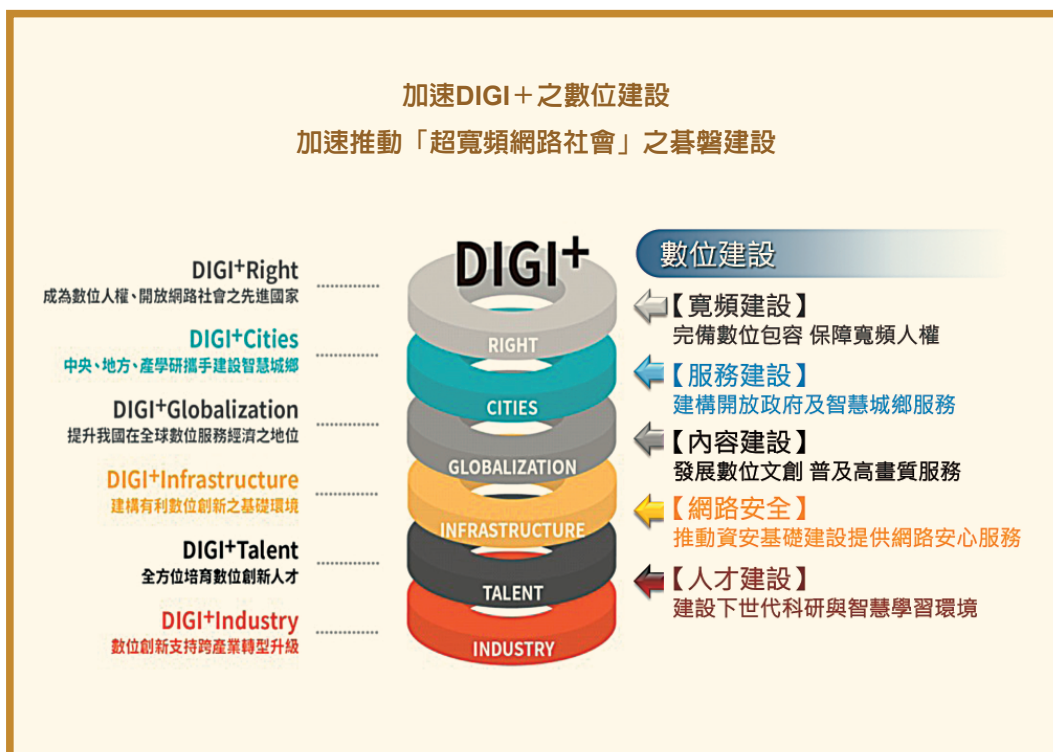 加速DIGI＋之數位建設
加速推動「超寬頻網路社會」之碁磐建設
DIGI+Right
成為數位人權、開放網路社會之先進國家
DIGI+Cities
中央、地方、產學研攜手建設智慧城鄉
DIGI+Globalization
提升我國在全球數位服務經濟之地位
DIGI+Infrastructure
建構有利數位創新之基礎環境
DIGI+Talent
全方位培育數位創新人才
DIGI+Industry
數位創新支持跨產業轉型升級
DIGI+
RIGHT
CITIES
GLOBALIZATION
INFRASTRUCTURE
TALENT
INDUSTRY
數位建設
【寬頻建設】
完備數位包容 保障寬頻人權
【服務建設】
建構開放政府及智慧城鄉服務
【內容建設】
發展數位文創 普及高畫質服務
【網路安全】
推動資安基礎建設提供網路安心服務
【人才建設】
建設下世代科研與智慧學習環境